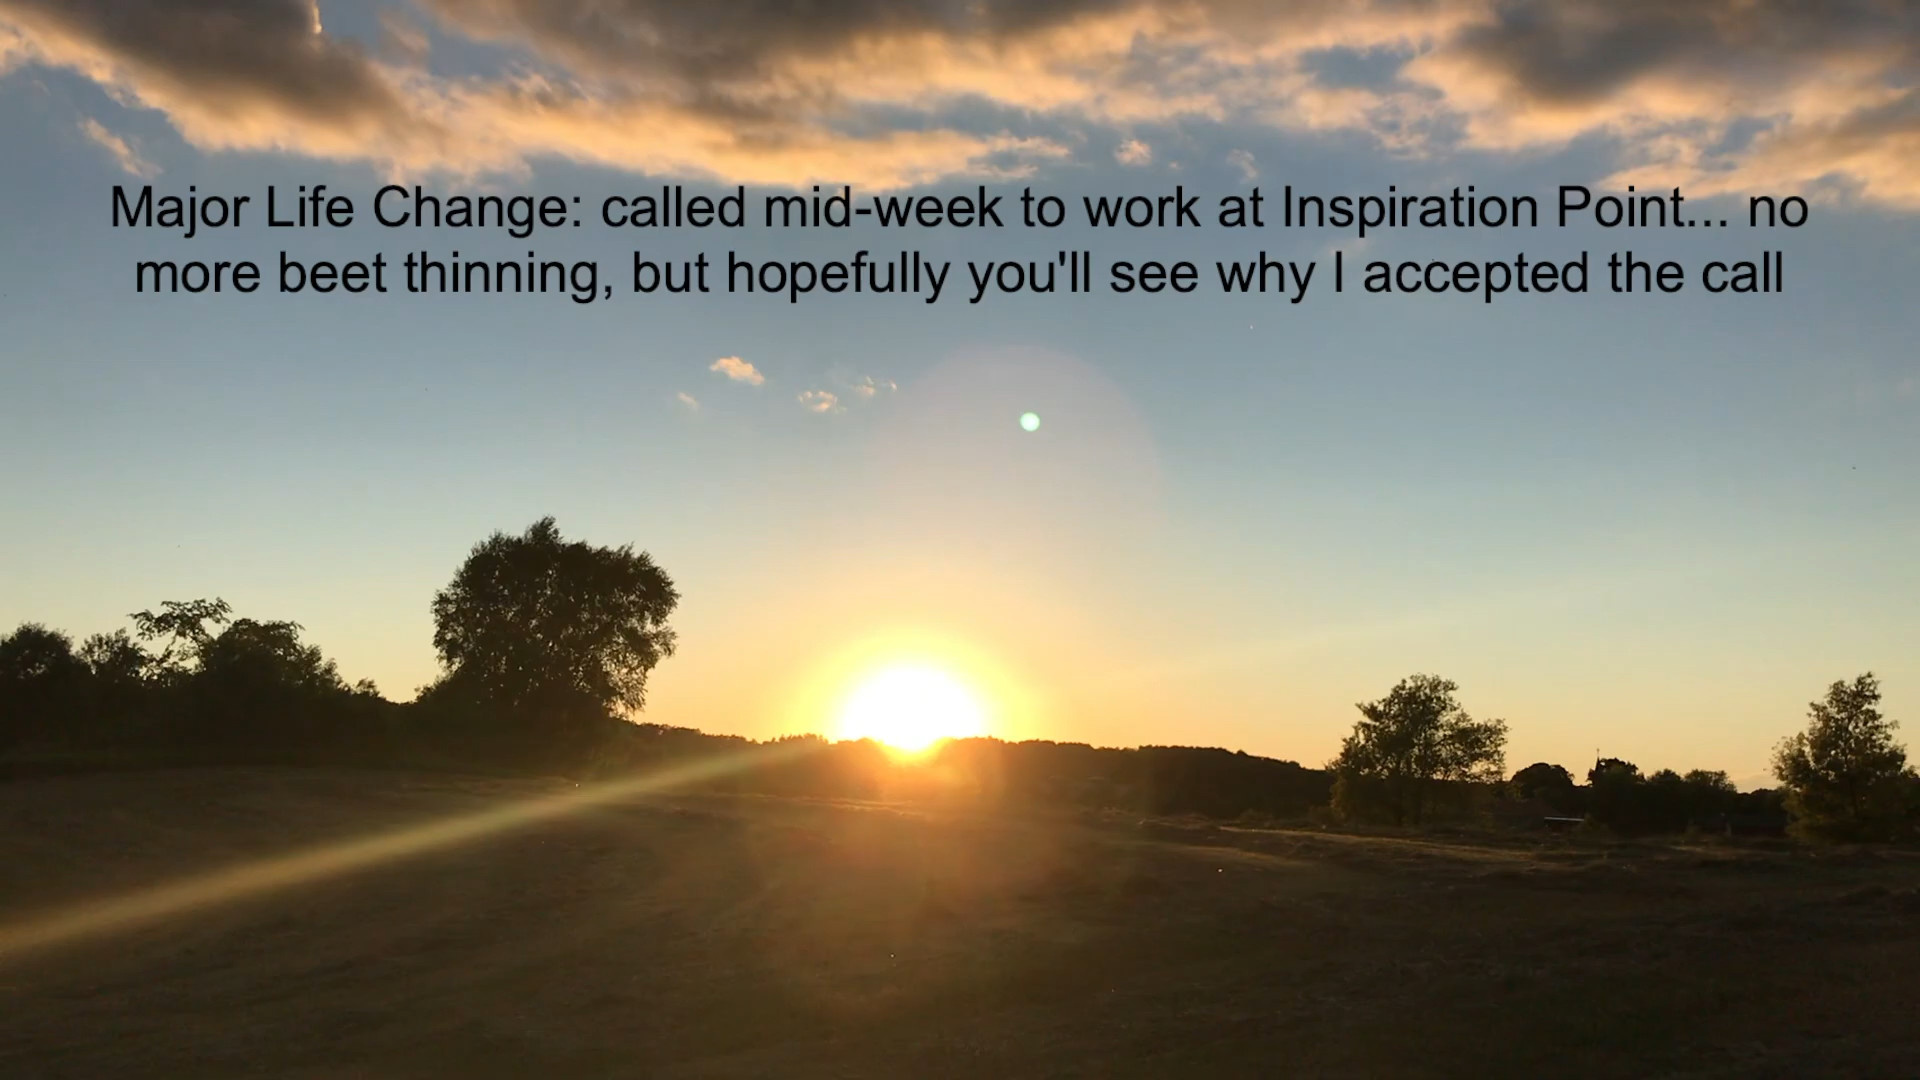 Major Life Change: called mid-week to work at Inspiration Point... no
more beet thinning, but hopefully you'll see why I accepted the call